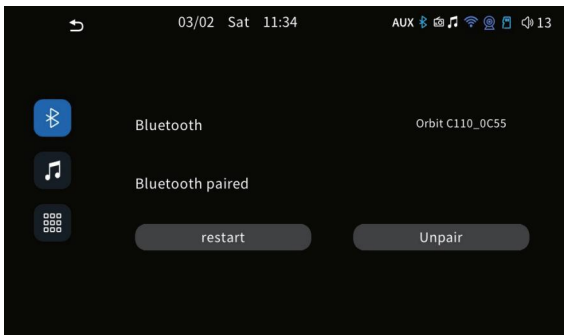 03/02 Sat 11:34 AUX 13
Bluetooth Orbit C110_0C55
Bluetooth paired
restart Unpair